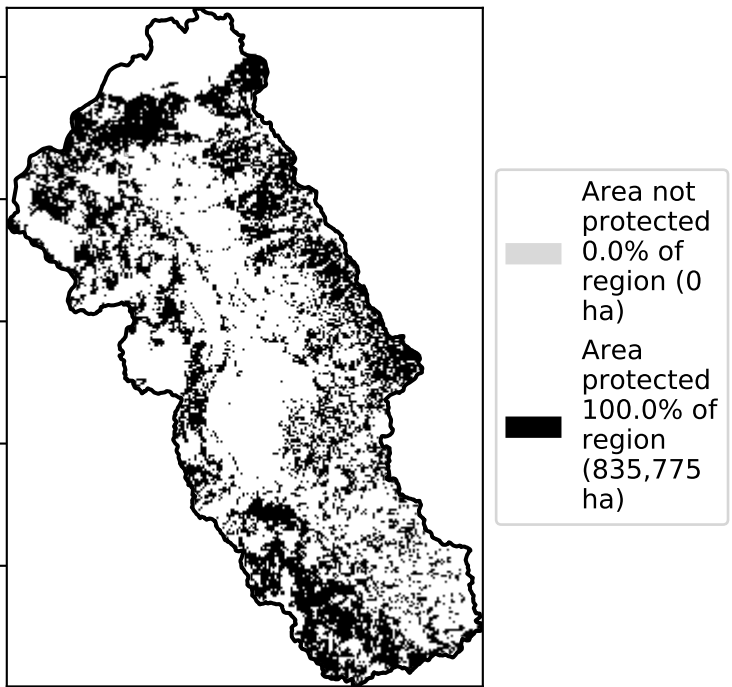 Area not
protected
0.0% of
region (0
ha)
Area
protected
100.0% of
region
(835,775
ha)